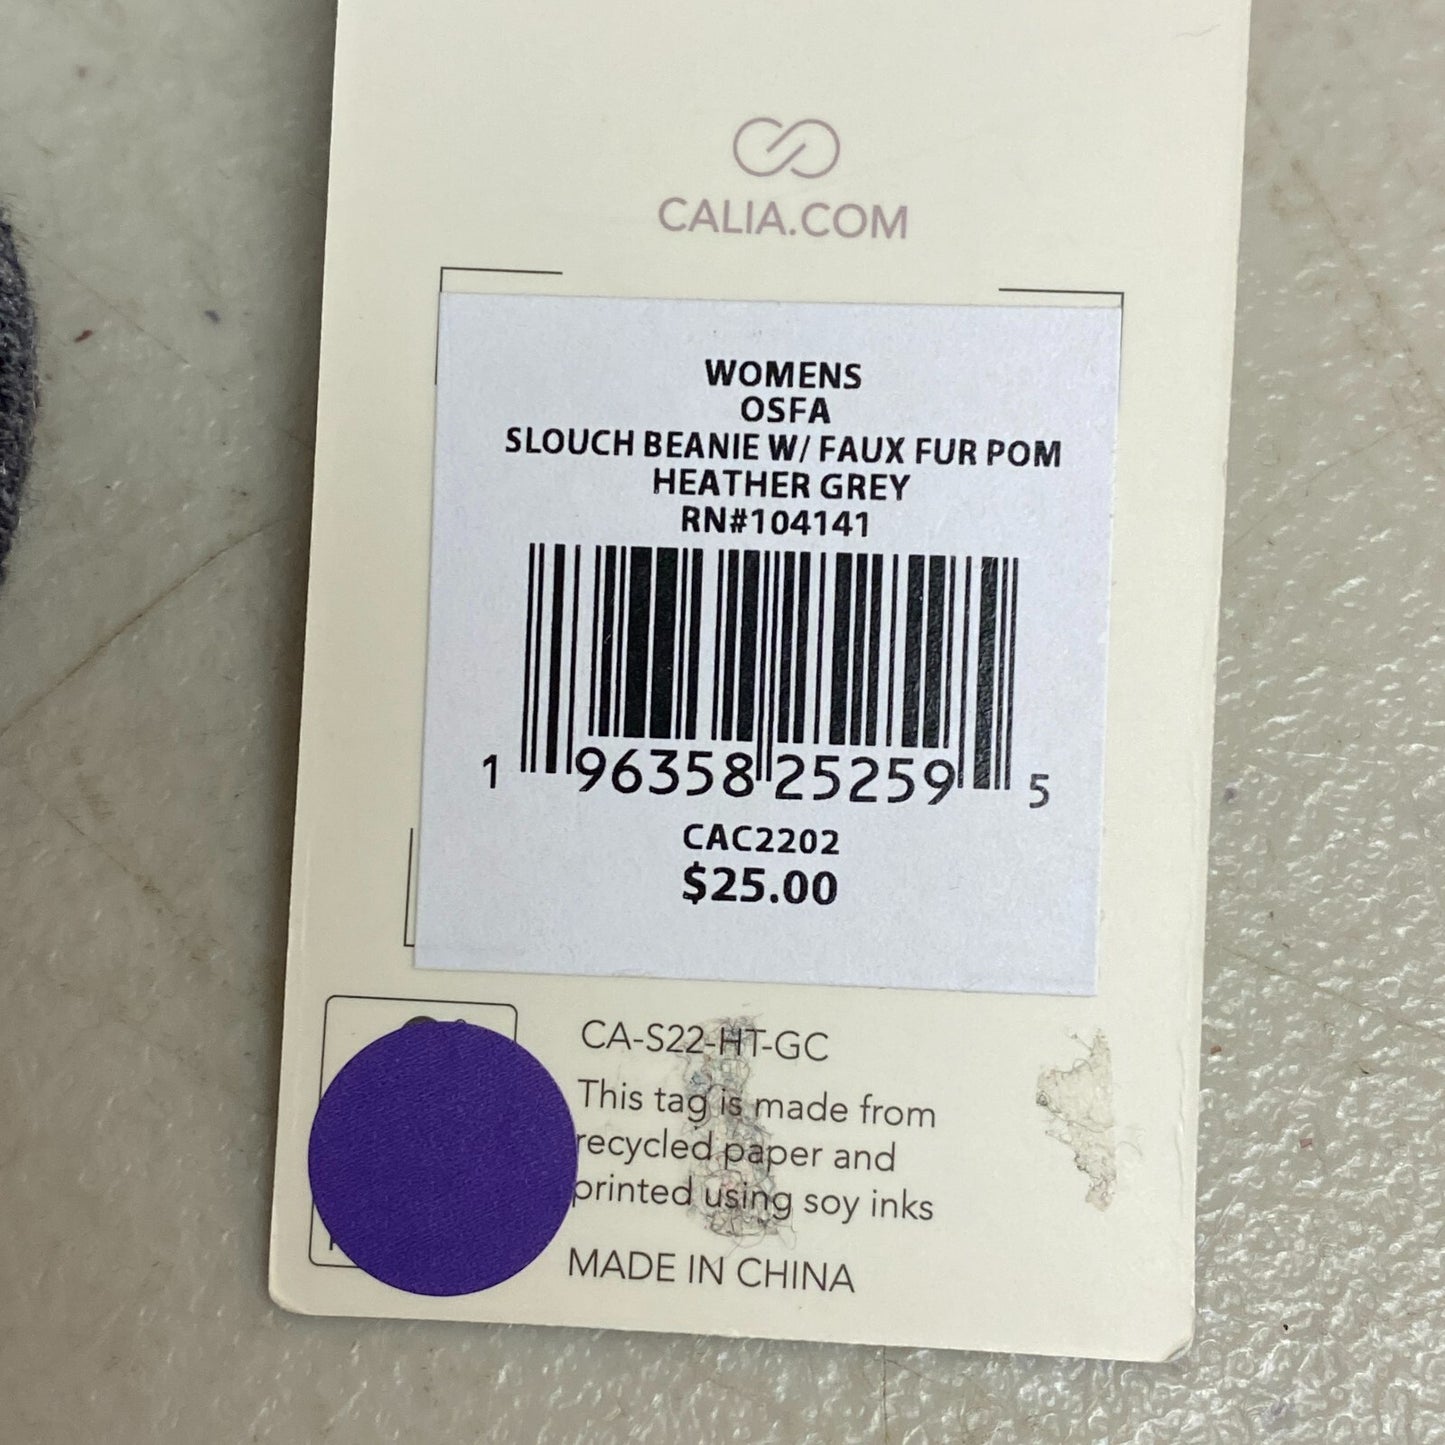 CALIA.COM
WOMENS
OSFA
SLOUCH BEANIE W/ FAUX FUR POM
HEATHER GREY
RN#104141
1 96358 25259 5
CAC2202
$25.00
CA-S22-HT-GC
This tag is made from
recycled paper and
printed using soy inks
MADE IN CHINA